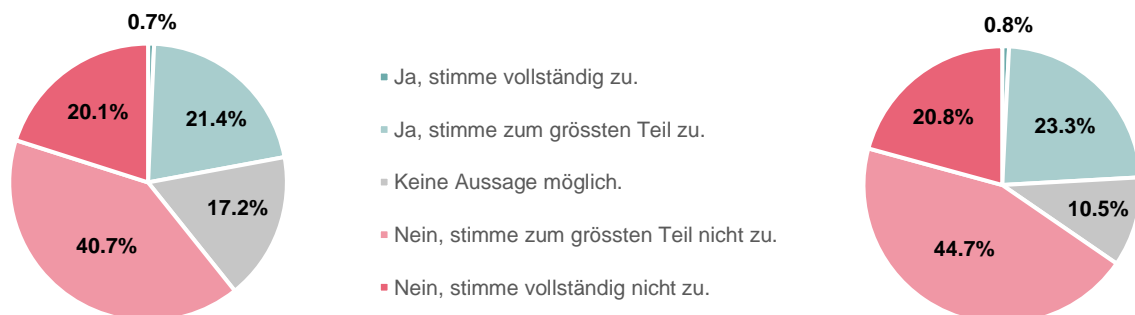 0.7%
20.1%
21.4%
17.2%
40.7%
Ja, stimme vollständig zu.
Ja, stimme zum grössten Teil zu.
Keine Aussage möglich.
Nein, stimme zum grössten Teil nicht zu.
Nein, stimme vollständig nicht zu.
0.8%
20.8%
23.3%
10.5%
44.7%